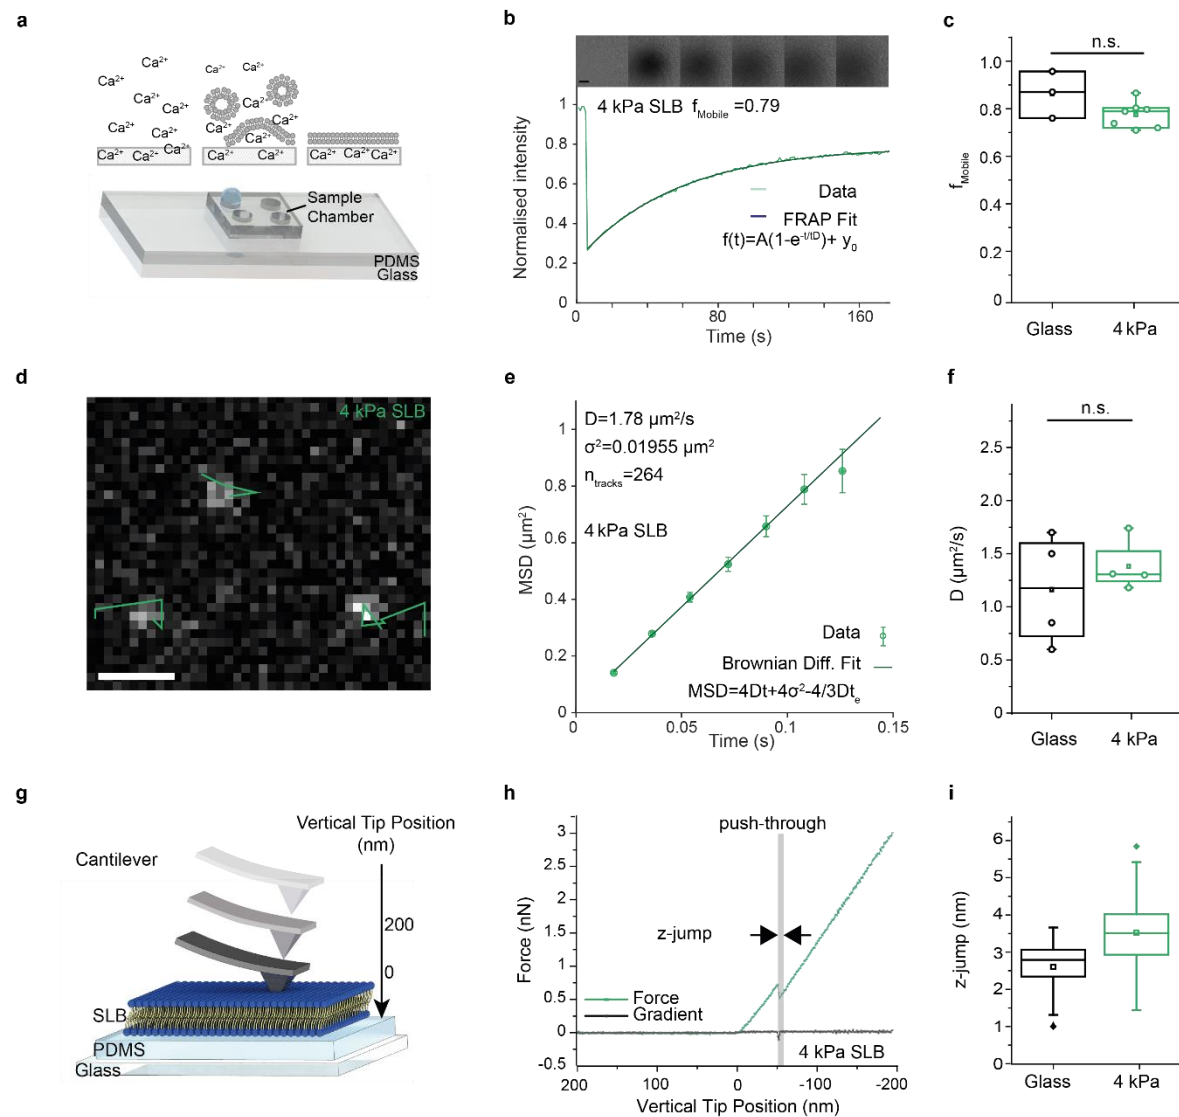 a
Ca2+ Ca2+
Ca2+
Ca2+ Ca2+
Ca2+
Ca2+ Ca2+
Ca2+
Ca2+ Ca2+
Ca2+ Ca2+
Ca2+
Ca2+ Ca2+
Ca2+
Ca2+ Ca2+
Ca2+ Ca2+ Ca2+
Sample
Chamber
PDMS
Glass
b
4 kPa SLB fMobile =0.79
Data
FRAP Fit
f(t)=A(1-e-t/tD)+ y0
Normalised intensity
1
0.8
0.6
0.4
0.2
0
0 80 160
Time (s)
c
n.s.
fMobile
1.0
0.8
0.6
0.4
0.2
0
Glass 4 kPa
d
4 kPa SLB
e
D=1.78 µm²/s
σ²=0.01955 µm²
ntracks=264
4 kPa SLB
Data
Brownian Diff. Fit
MSD=4Dt+4σ²-4/3Dte
MSD (µm²)
1
0.8
0.6
0.4
0.2
0
0 0.05 0.1 0.15
Time (s)
f
n.s.
D (µm²/s)
2.5
2.0
1.5
1.0
0.5
0
Glass 4 kPa
g
Vertical Tip Position
(nm)
Cantilever
200
0
SLB
PDMS
Glass
h
push-through
z-jump
Force
Gradient
4 kPa SLB
Force (nN)
3
2.5
2
1.5
1
0.5
0
-0.5
200 100 0 -100 -200
Vertical Tip Position (nm)
i
z-jump (nm)
6
5
4
3
2
1
0
Glass 4 kPa